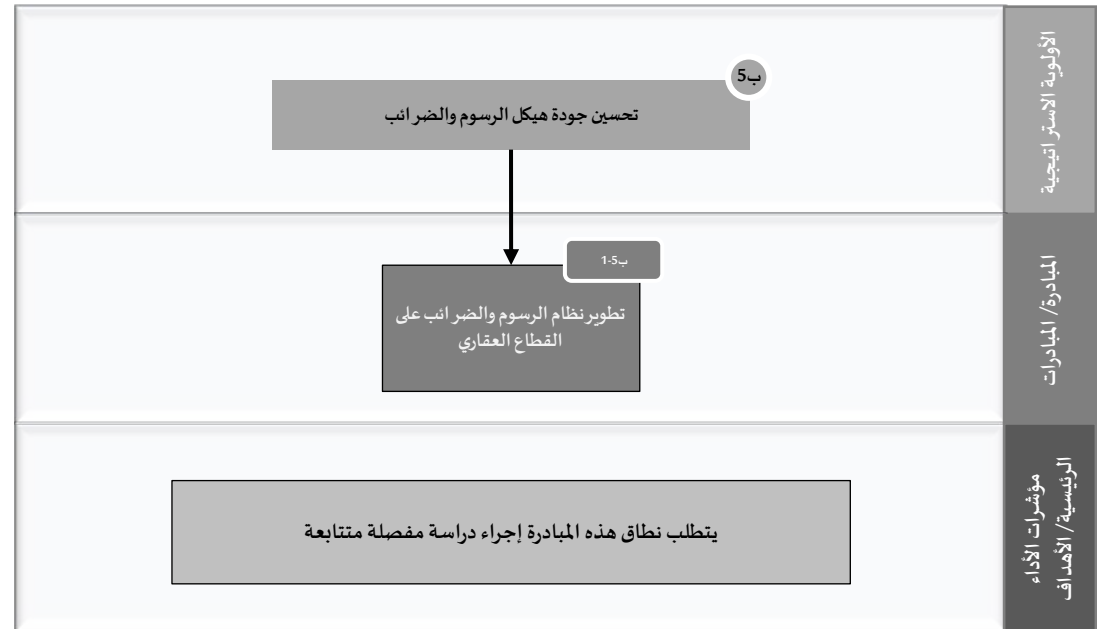 الأولوية الاستراتيجية
ب5
تحسين جودة هيكل الرسوم والضرائب
المبادرة/ المبادرات
ب5-1
تطوير نظام الرسوم والضرائب على
القطاع العقاري
مؤشرات الأداء
الرئيسية/ الأهداف
يتطلب نطاق هذه المبادرة إجراء دراسة مفصلة متتابعة